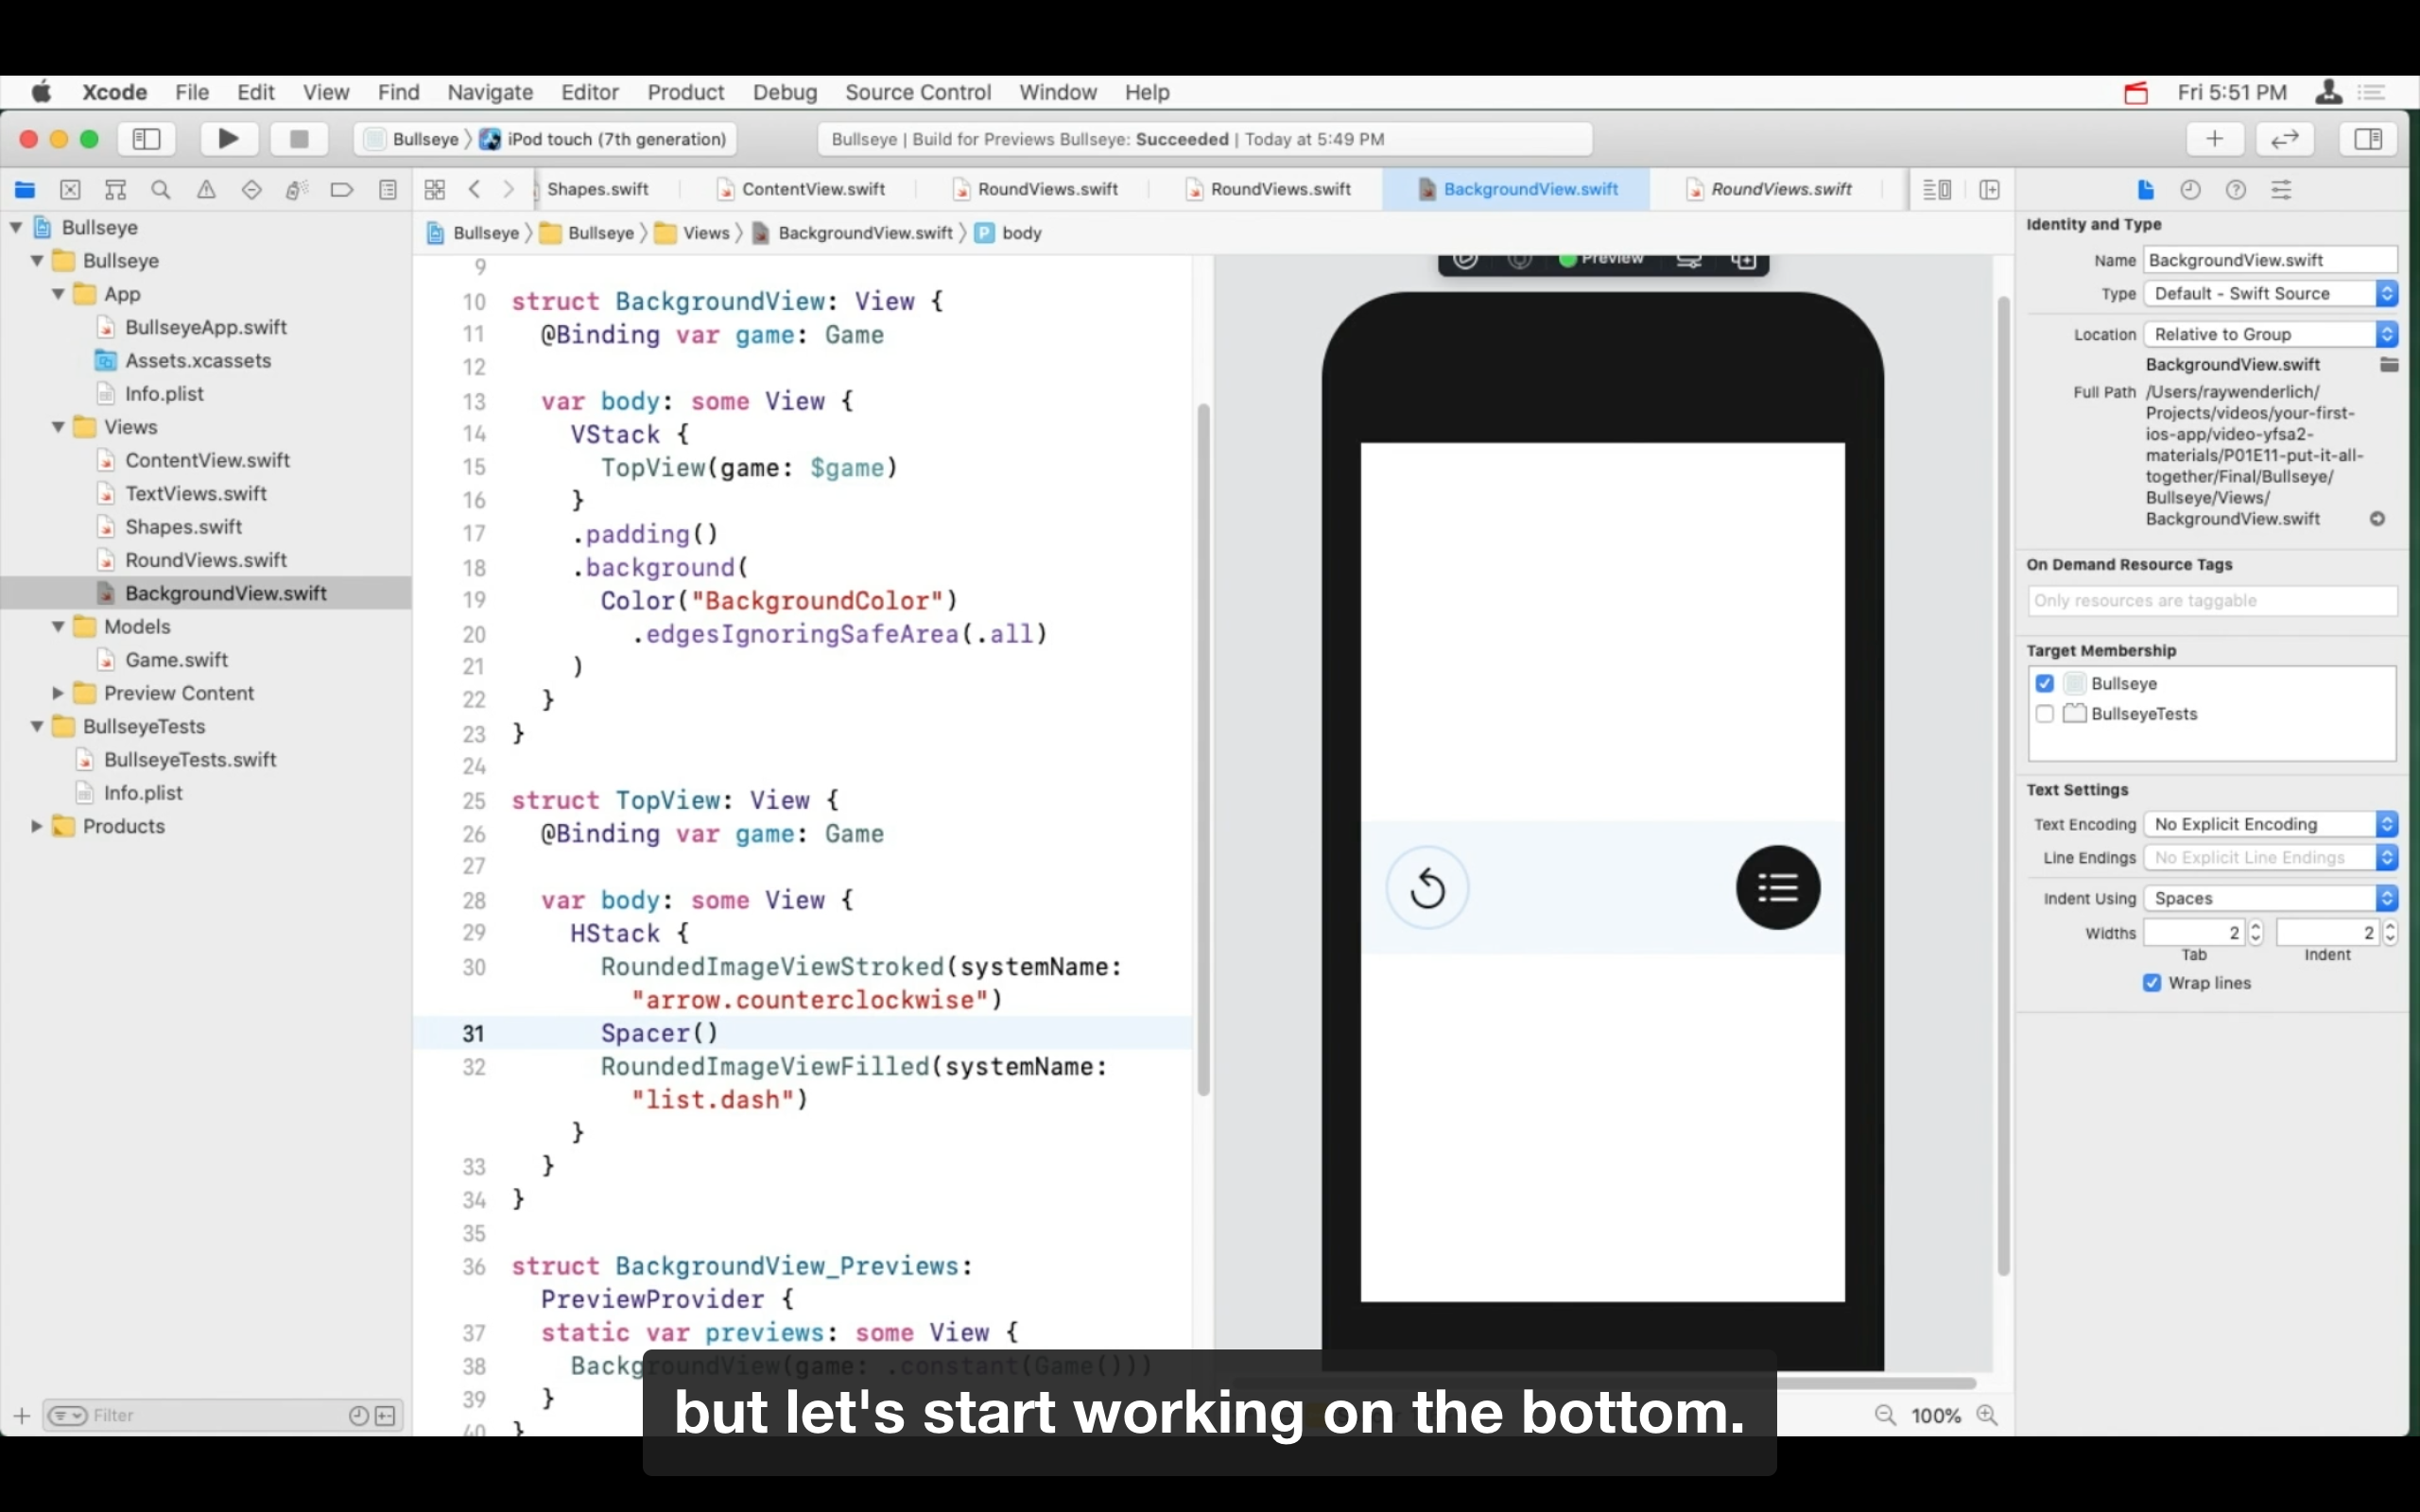 Xcode File Edit View Find Navigate Editor Product Debug Source Control Window Help Fri 5:51 PM
Bullseye iPod touch (7th generation) Bullseye | Build for Previews Bullseye: Succeeded | Today at 5:49 PM
Shapes.swift ContentView.swift RoundViews.swift RoundViews.swift BackgroundView.swift RoundViews.swift
Bullseye Bullseye Views BackgroundView.swift P body
Bullseye
Bullseye
App
BullseyeApp.swift
Assets.xcassets
Info.plist
Views
ContentView.swift
TextViews.swift
Shapes.swift
RoundViews.swift
BackgroundView.swift
Models
Game.swift
Preview Content
BullseyeTests
BullseyeTests.swift
Info.plist
Products
Filter
9
10 struct BackgroundView: View {
11 @Binding var game: Game
12
13 var body: some View {
14 VStack {
15 TopView(game: $game)
16 }
17 .padding()
18 .background(
19 Color("BackgroundColor")
20 .edgesIgnoringSafeArea(.all)
21 )
22 }
23 }
24
25 struct TopView: View {
26 @Binding var game: Game
27
28 var body: some View {
29 HStack {
30 RoundedImageViewStroked(systemName:
"arrow.counterclockwise")
31 Spacer()
32 RoundedImageViewFilled(systemName:
"list.dash")
}
33 }
34 }
35
36 struct BackgroundView_Previews:
PreviewProvider {
37 static var previews: some View {
38 BackgroundView(game: .constant(Game()))
39 }
40 }
Preview
100%
Identity and Type
Name BackgroundView.swift
Type Default - Swift Source
Location Relative to Group
BackgroundView.swift
Full Path /Users/raywenderlich/
Projects/videos/your-first-
ios-app/video-yfsa2-
materials/P01E11-put-it-all-
together/Final/Bullseye/
Bullseye/Views/
BackgroundView.swift
On Demand Resource Tags
Only resources are taggable
Target Membership
Bullseye
BullseyeTests
Text Settings
Text Encoding No Explicit Encoding
Line Endings No Explicit Line Endings
Indent Using Spaces
Widths 2 2
Tab Indent
Wrap lines
but let's start working on the bottom.